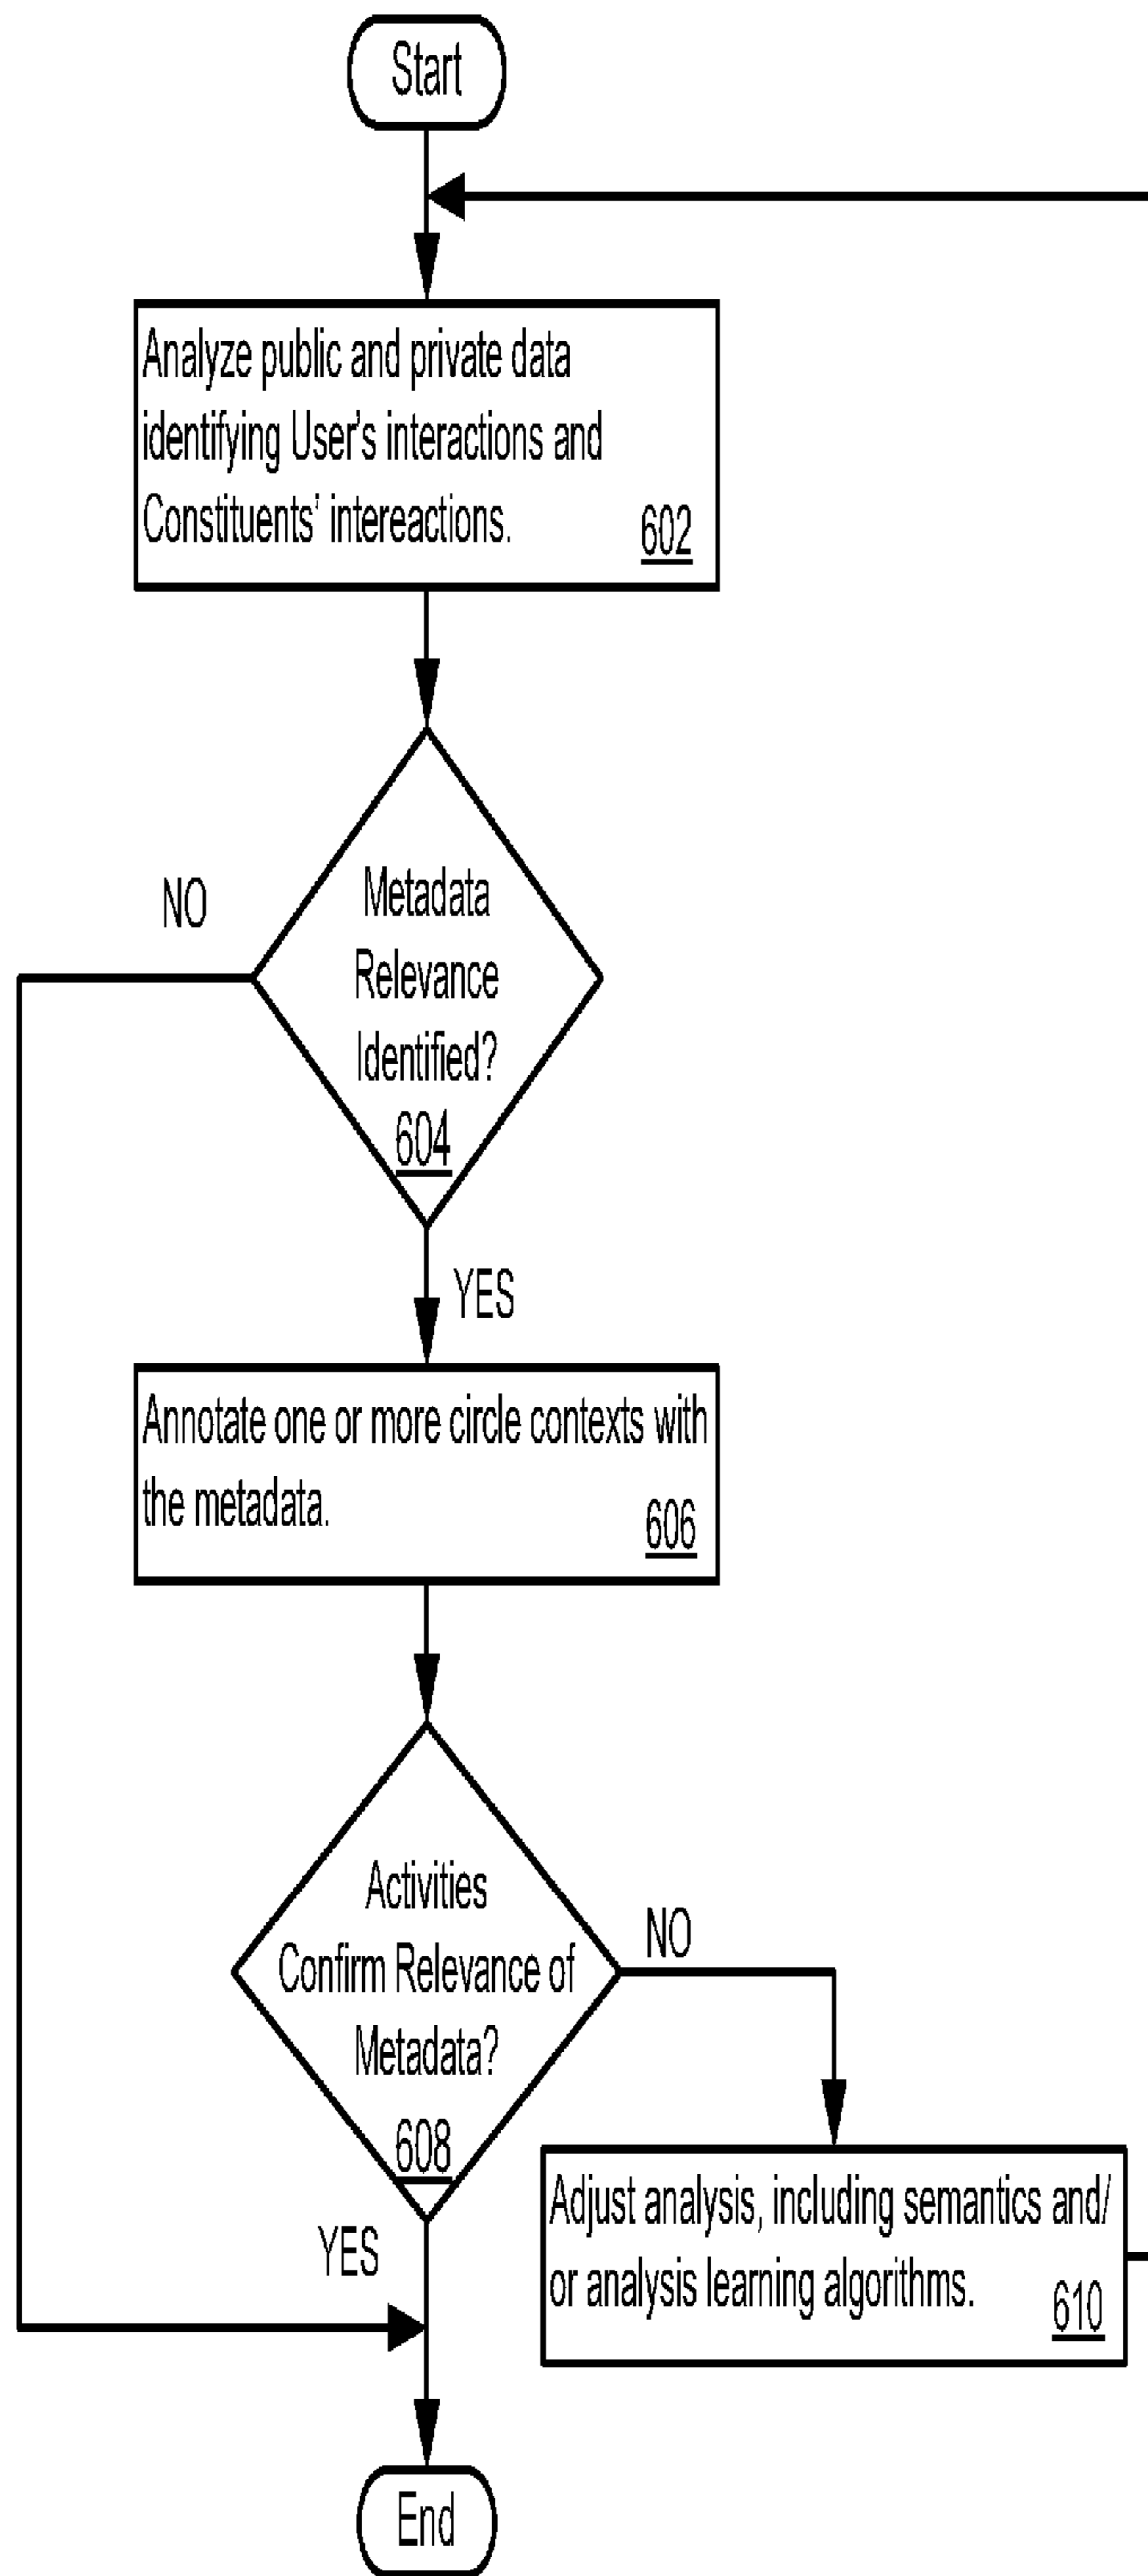 Start
Analyze public and private data
identifying User's interactions and
Constituents' intereactions.
602
NO
Metadata
Relevance
Identified?
604
YES
Annotate one or more circle contexts with
the metadata.
606
Activities
Confirm Relevance of
Metadata?
608
NO
YES
Adjust analysis, including semantics and/
or analysis learning algorithms.
610
End